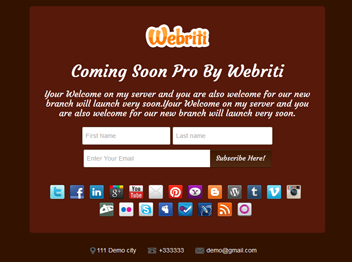 Webriti
Coming Soon Pro By Webriti
Your Welcome on my server and you are also welcome for our new
branch will launch very soon.Your Welcome on my server and you
are also welcome for our new branch will launch very soon.
First Name Last name
Enter Your Email Subscribe Here!
111 Demo city +333333 demo@gmail.com